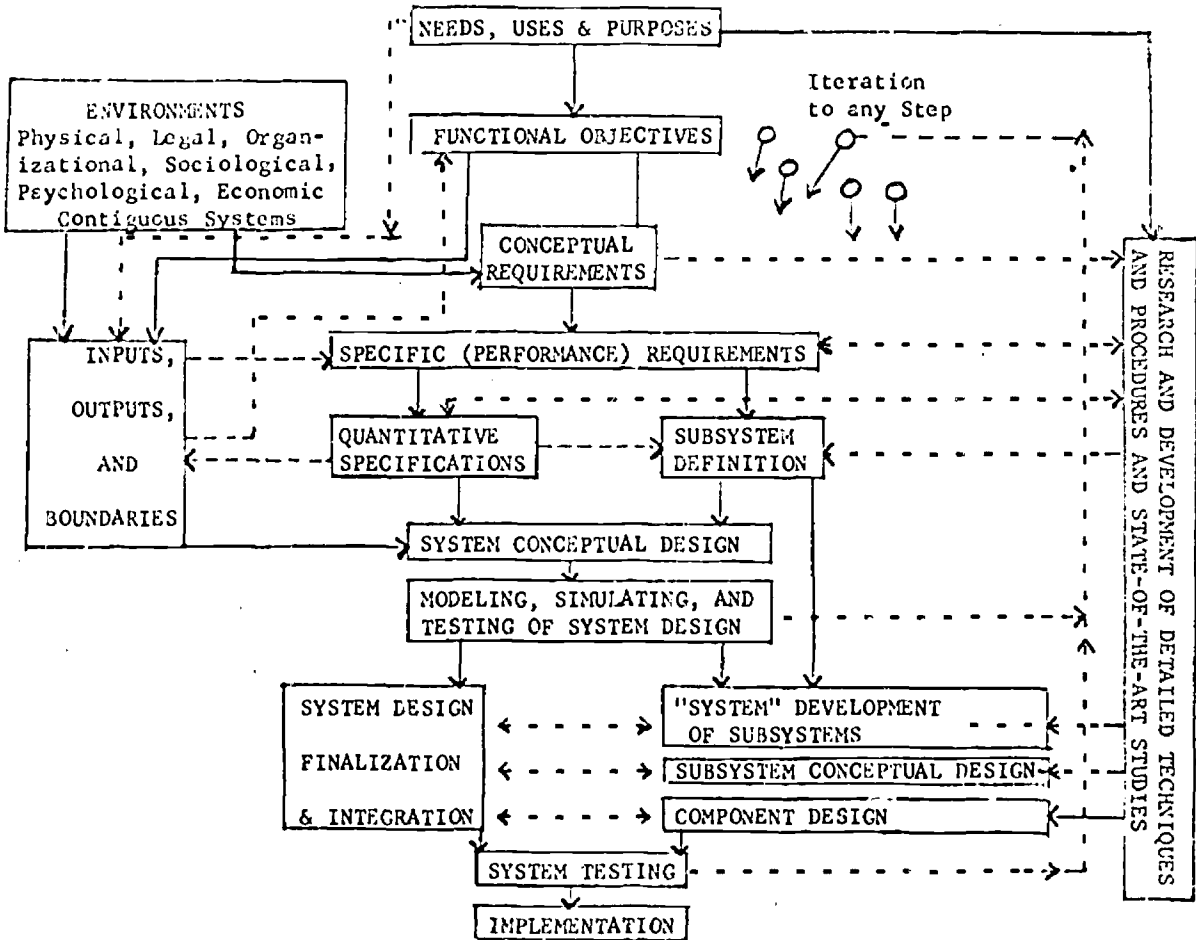 NEEDS, USES & PURPOSES
Iteration
to any Step
ENVIRONMENTS
Physical, Legal, Organ-
izational, Sociological,
Psychological, Economic
Contiguous Systems
FUNCTIONAL OBJECTIVES
CONCEPTUAL
REQUIREMENTS
RESEARCH AND DEVELOPMENT OF DETAILED TECHNIQUES
AND PROCEDURES AND STATE-OF-THE-ART STUDIES
INPUTS,
OUTPUTS,
AND
BOUNDARIES
SPECIFIC (PERFORMANCE) REQUIREMENTS
QUANTITATIVE
SPECIFICATIONS
SUBSYSTEM
DEFINITION
SYSTEM CONCEPTUAL DESIGN
MODELING, SIMULATING, AND
TESTING OF SYSTEM DESIGN
SYSTEM DESIGN
FINALIZATION
& INTEGRATION
"SYSTEM" DEVELOPMENT
OF SUBSYSTEMS
SUBSYSTEM CONCEPTUAL DESIGN
COMPONENT DESIGN
SYSTEM TESTING
IMPLEMENTATION